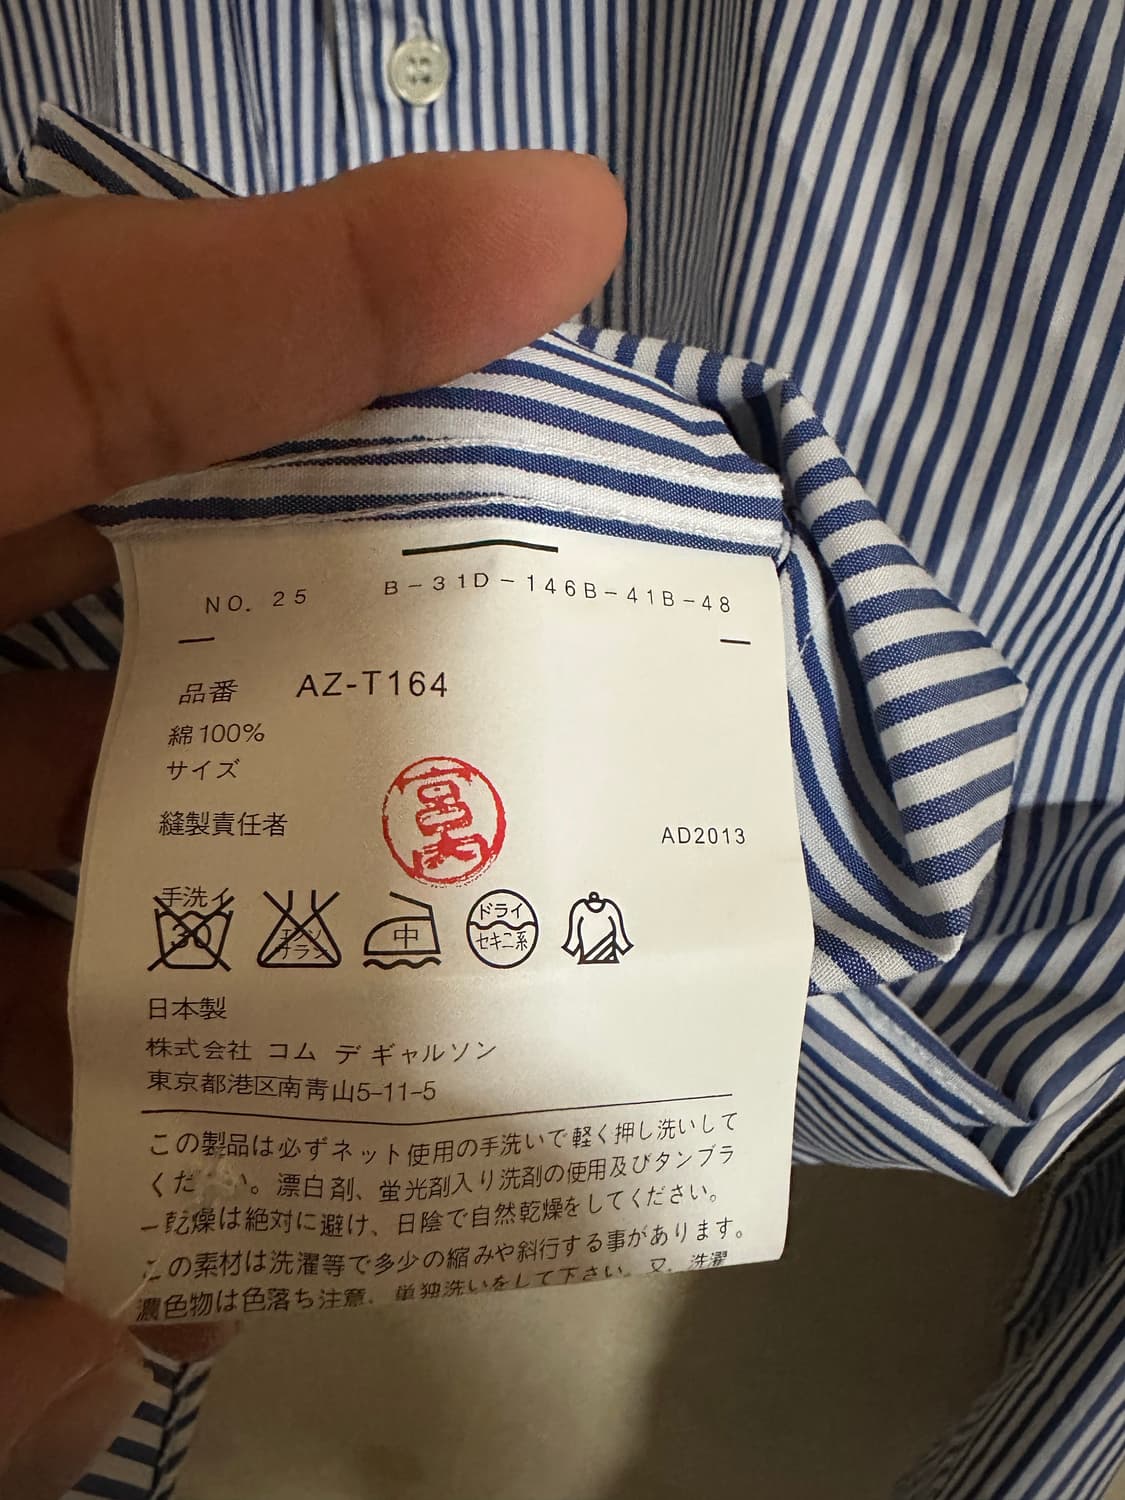 NO. 25 B-31D-146B-41B-48
品番 AZ-T164
綿100%
サイズ
縫製責任者
AD2013
手洗イ
30
エンソ
サラシ
中
ドライ
セキユ系
日本製
株式会社 コム デ ギャルソン
東京都港区南青山5-11-5
この製品は必ずネット使用の手洗いで軽く押し洗いして
くだ い。漂白剤、蛍光剤入り洗剤の使用及びタンブラ
ー乾燥は絶対に避け、日陰で自然乾燥をしてください。
この素材は洗濯等で多少の縮みや斜行する事があります。
濃色物は色落ち注意、単独洗いをして下さい。又、洗濯